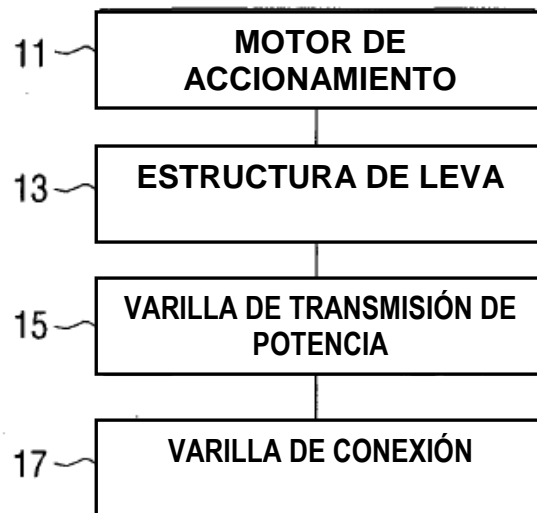 11
MOTOR DE
ACCIONAMIENTO
13
ESTRUCTURA DE LEVA
15
VARILLA DE TRANSMISIÓN DE
POTENCIA
17
VARILLA DE CONEXIÓN